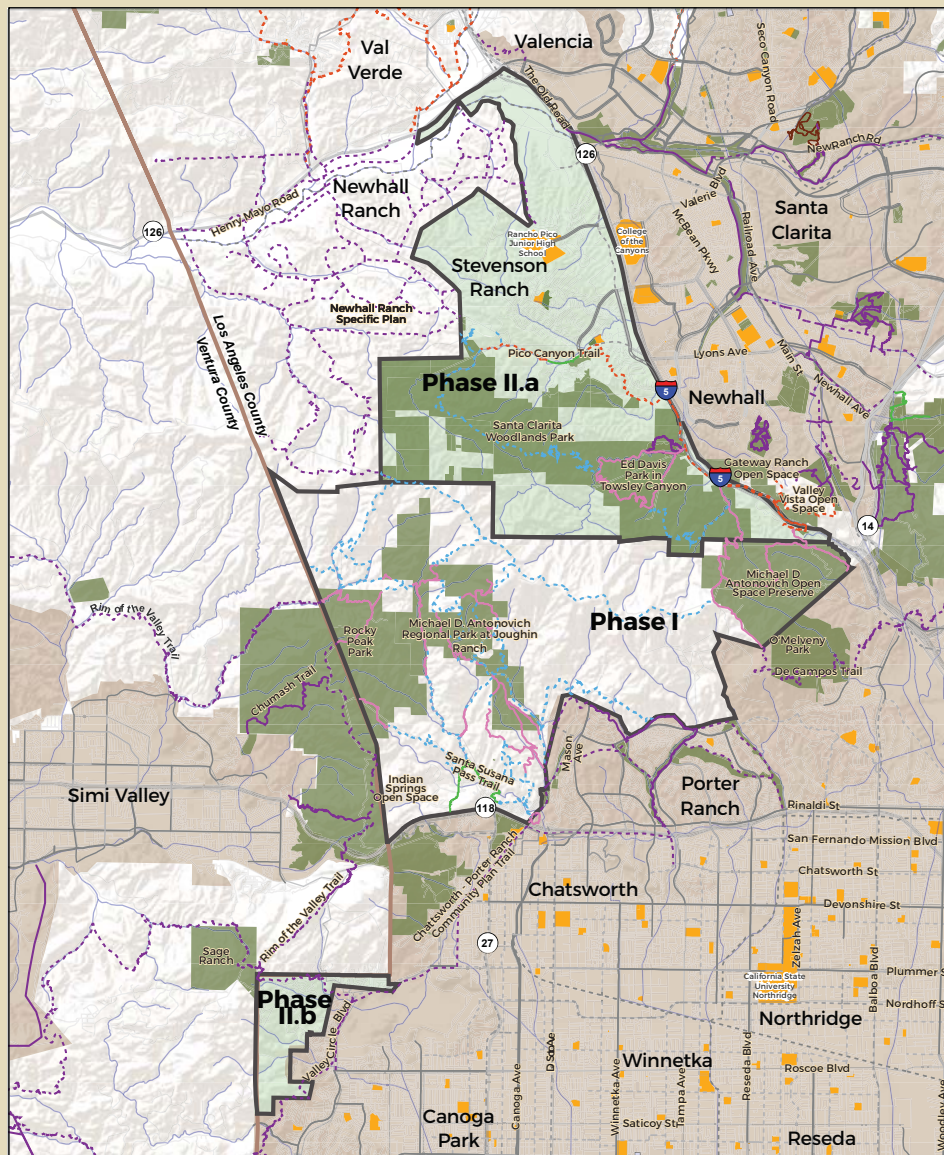 Val
Verde
Valencia
The Old Road
Seco Canyon Road
126
NewRanch Rd
Newhall
Ranch
Henry Mayo Road
126
Valerie Blvd
McBean Pkwy
Railroad Ave
Santa
Clarita
Rancho Pico
Junior High
School
College
of the
Canyons
Stevenson
Ranch
Newhall Ranch
Specific Plan
Los Angeles County
Ventura County
Pico Canyon Trail
Lyons Ave
Main St
Newhall Ave
Phase II.a
5
Newhall
Santa Clarita
Woodlands Park
Ed Davis
Park in
Towsley Canyon
Gateway Ranch
Open Space
5
Valley
Vista Open
Space
14
Michael D
Antonovich Open
Space Preserve
Rim of the Valley Trail
Rocky
Peak
Park
Michael D. Antonovich
Regional Park at Joughin
Ranch
Phase I
O'Melveny
Park
De Campos Trail
Chumash Trail
Mason
Ave
Santa Susana
Pass Trail
Indian
Springs
Open Space
118
Simi Valley
Porter
Ranch
Rinaldi St
San Fernando Mission Blvd
Chatsworth St
Chattsworth - Porter Ranch
Community Plan Trail
Chatsworth
Devonshire St
Rim of the Valley Trail
27
Zelzah Ave
Sage
Ranch
California State
University
Northridge
Balboa Blvd
Plummer S
Nordhoff S
Phase
II.b
Northridge
Valley Circle Blvd
Canoga Ave
Winnetka
Winnetka Ave
Tampa Ave
Reseda Blvd
Roscoe Blvd
Canoga
Park
Saticoy St
Reseda
Woodley Ave